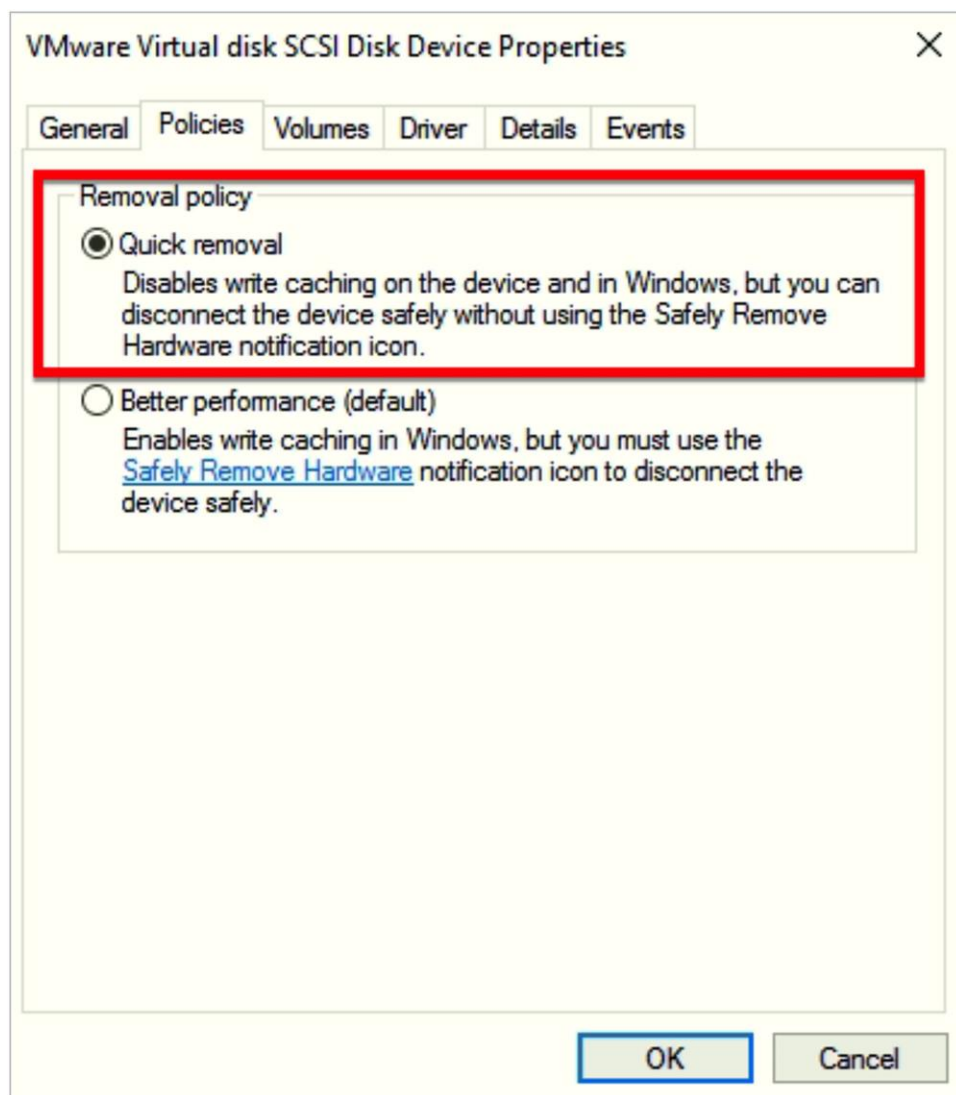 VMware Virtual disk SCSI Disk Device Properties
General Policies Volumes Driver Details Events
Removal policy
Quick removal
Disables write caching on the device and in Windows, but you can
disconnect the device safely without using the Safely Remove
Hardware notification icon.
Better performance (default)
Enables write caching in Windows, but you must use the
Safely Remove Hardware notification icon to disconnect the
device safely.
OK Cancel